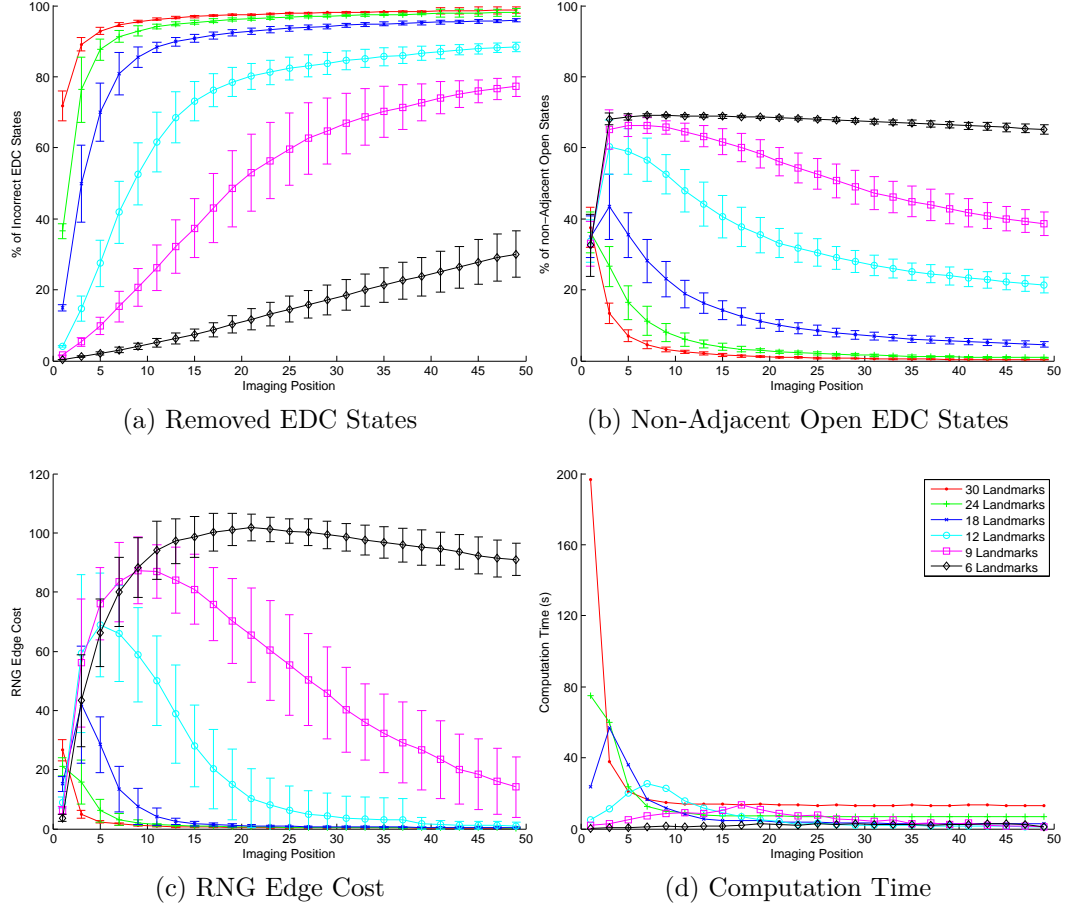 100
80
60
40
20
0
% of Incorrect EDC States
0 5 10 15 20 25 30 35 40 45 50
Imaging Position
(a) Removed EDC States
100
80
60
40
20
0
% of non-Adjacent Open States
0 5 10 15 20 25 30 35 40 45 50
Imaging Position
(b) Non-Adjacent Open EDC States
120
100
80
60
40
20
0
RNG Edge Cost
0 5 10 15 20 25 30 35 40 45 50
Imaging Position
(c) RNG Edge Cost
200
160
120
80
40
0
Computation Time (s)
0 5 10 15 20 25 30 35 40 45 50
Imaging Position
30 Landmarks
24 Landmarks
18 Landmarks
12 Landmarks
9 Landmarks
6 Landmarks
(d) Computation Time